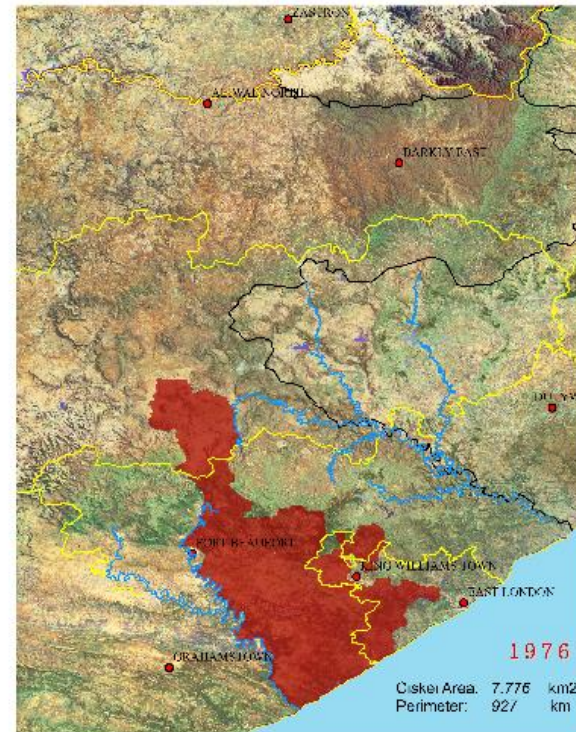 ZASTRON
ALIWAL NORTH
BARKLY EAST
FORT BEAUFORT
KING WILLIAMS TOWN
EAST LONDON
GRAHAMSTOWN
1976
Ciskei Area: 7.776 km2
Perimeter: 927 km